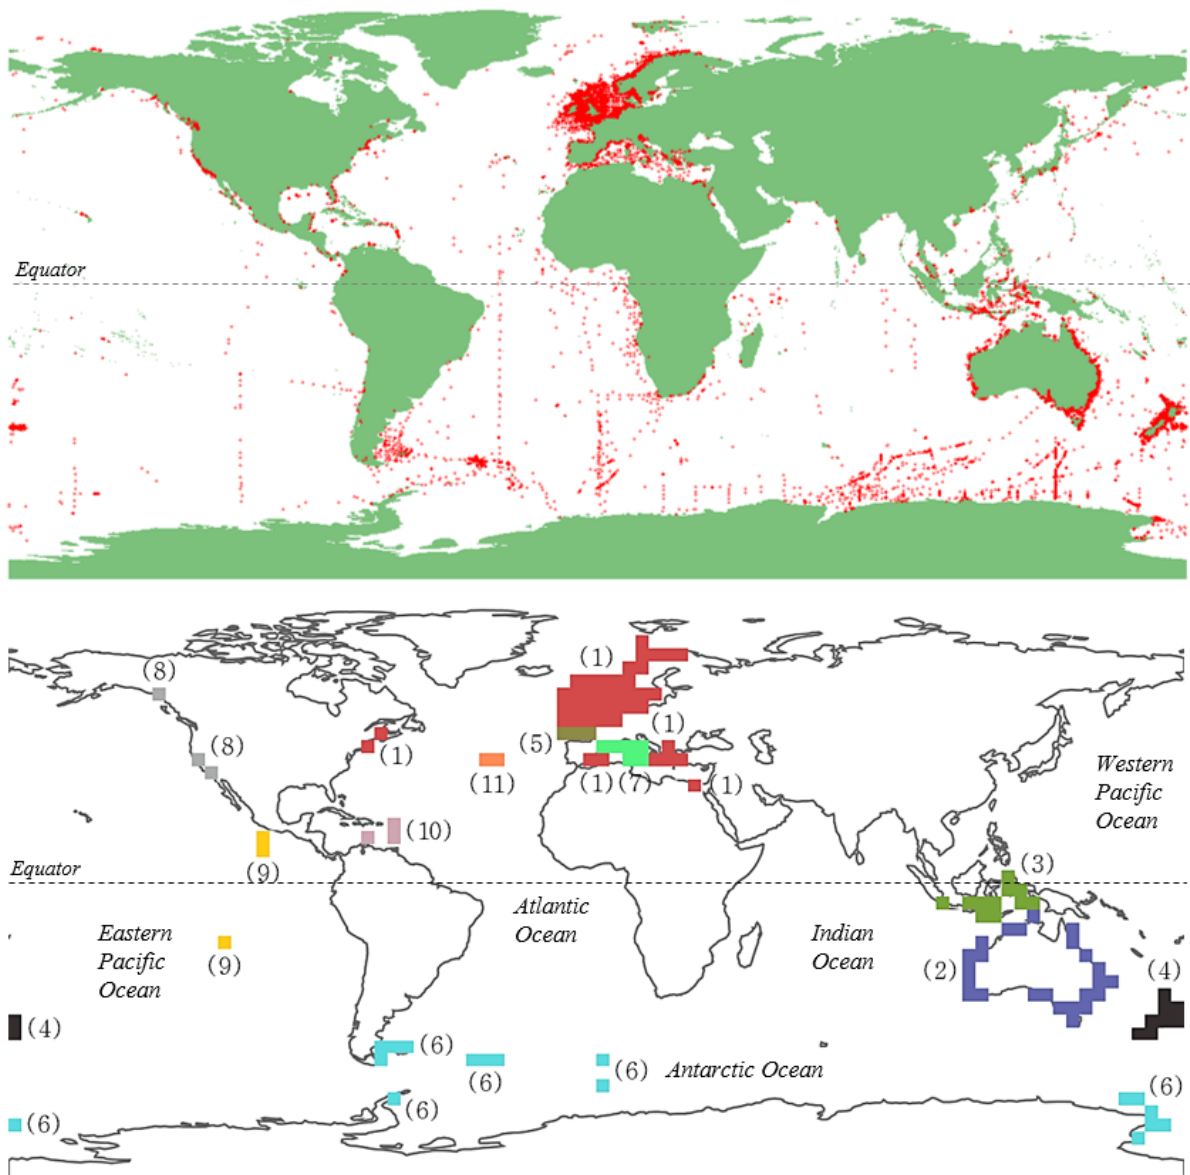 Equator
(1)
(8)
(1)
(8)
(1)
(5)
(11)
(1)
(7)
(1)
Western
Pacific
Ocean
(10)
(3)
Equator
(9)
Atlantic
Ocean
Eastern
Pacific
Ocean
(9)
Indian
Ocean
(2)
(4)
(4)
(6)
(6)
(6)
Antarctic Ocean
(6)
(6)
(6)